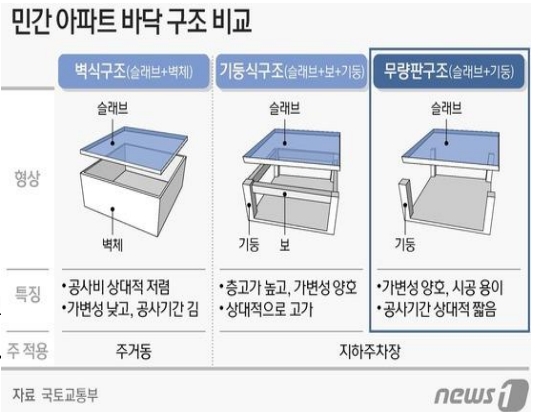 민간 아파트 바닥 구조 비교
벽식구조(슬래브+벽체)
기둥식구조(슬래브+보+기둥)
무량판구조(슬래브+기둥)
형상
슬래브
벽체
슬래브
기둥
보
슬래브
기둥
특징
•공사비 상대적 저렴
•가변성 낮고, 공사기간 김
•층고가 높고, 가변성 양호
•상대적으로 고가
•가변성 양호, 시공 용이
•공사기간 상대적 짧음
주 적용
주거동
지하주차장
자료 국토교통부
news1